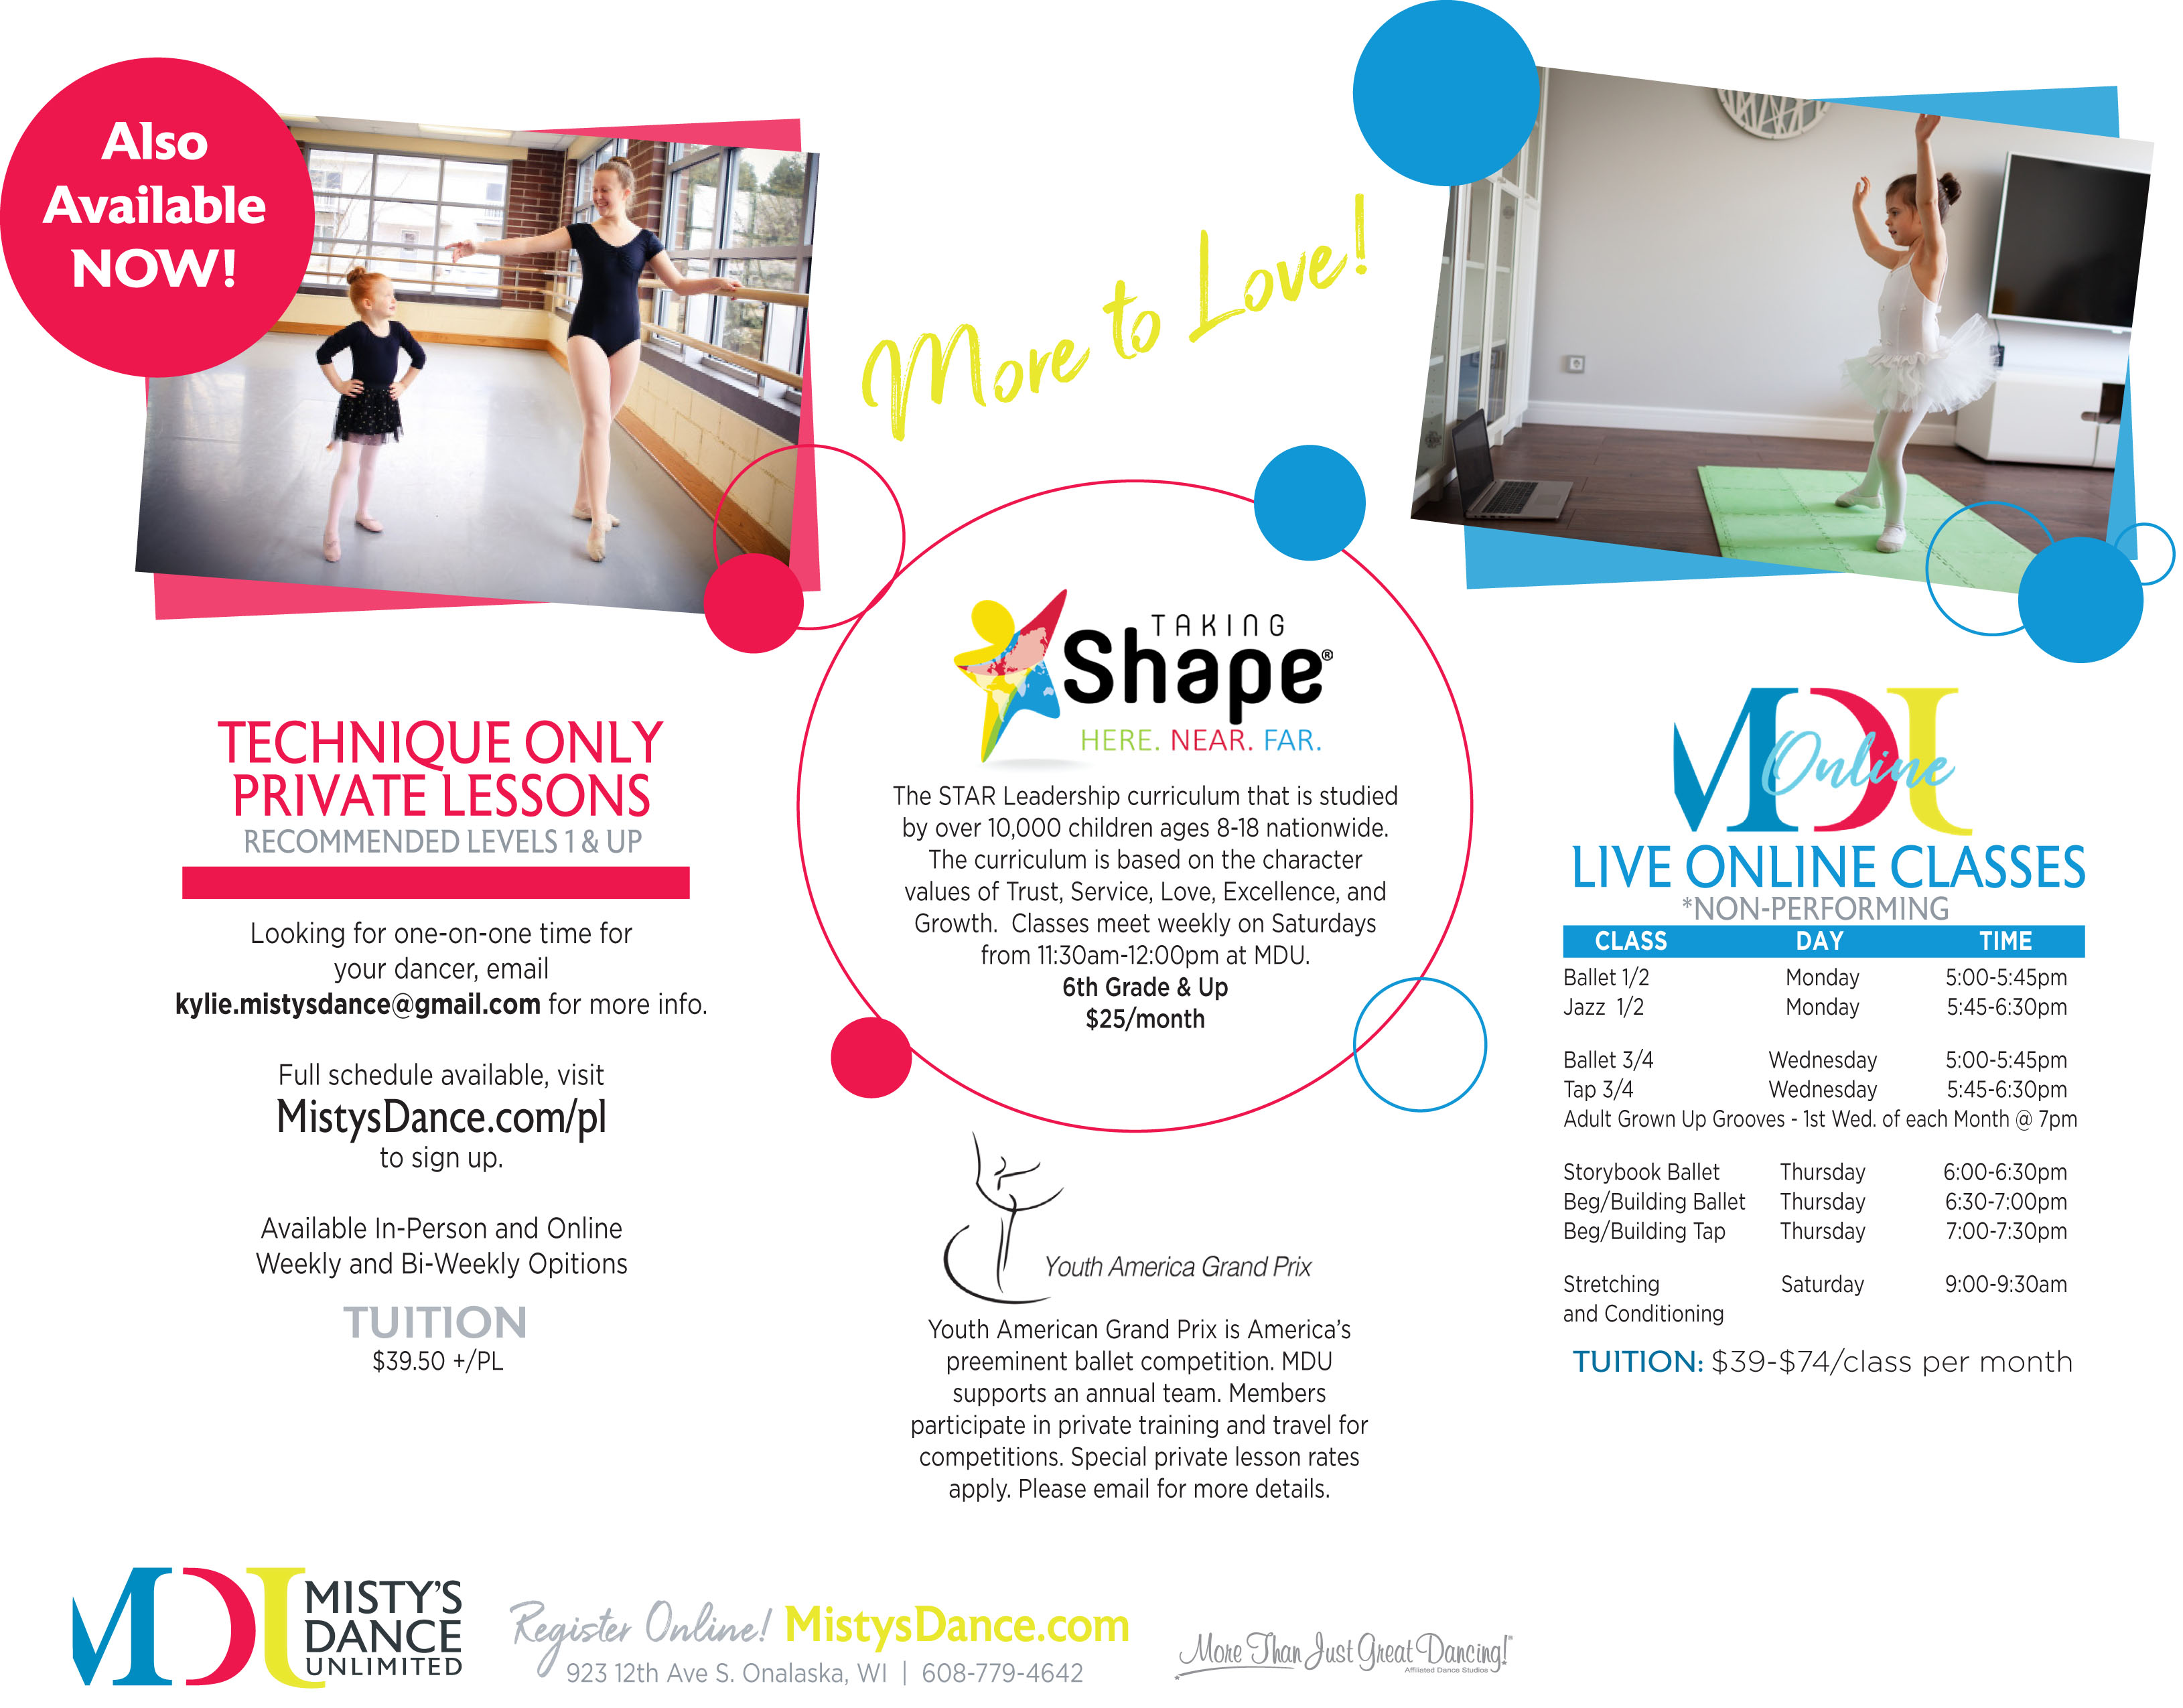 Also
Available
NOW!
More to Love!
TECHNIQUE ONLY
PRIVATE LESSONS
RECOMMENDED LEVELS 1 & UP
Looking for one-on-one time for
your dancer, email
kylie.mistysdance@gmail.com for more info.
Full schedule available, visit
MistysDance.com/pl
to sign up.
Available In-Person and Online
Weekly and Bi-Weekly Opitions
TUITION
$39.50 +/PL
TAKING
Shape®
HERE. NEAR. FAR.
The STAR Leadership curriculum that is studied
by over 10,000 children ages 8-18 nationwide.
The curriculum is based on the character
values of Trust, Service, Love, Excellence, and
Growth. Classes meet weekly on Saturdays
from 11:30am-12:00pm at MDU.
6th Grade & Up
$25/month
Youth America Grand Prix
Youth American Grand Prix is America's
preeminent ballet competition. MDU
supports an annual team. Members
participate in private training and travel for
competitions. Special private lesson rates
apply. Please email for more details.
MDU Online
LIVE ONLINE CLASSES
*NON-PERFORMING
CLASS DAY TIME
Ballet 1/2 Monday 5:00-5:45pm
Jazz 1/2 Monday 5:45-6:30pm
Ballet 3/4 Wednesday 5:00-5:45pm
Tap 3/4 Wednesday 5:45-6:30pm
Adult Grown Up Grooves - 1st Wed. of each Month @ 7pm
Storybook Ballet Thursday 6:00-6:30pm
Beg/Building Ballet Thursday 6:30-7:00pm
Beg/Building Tap Thursday 7:00-7:30pm
Stretching Saturday 9:00-9:30am
and Conditioning
TUITION: $39-$74/class per month
MDU
MISTY'S
DANCE
UNLIMITED
Register Online! MistysDance.com
923 12th Ave S. Onalaska, WI | 608-779-4642
More Than Just Great Dancing!®
Affiliated Dance Studios